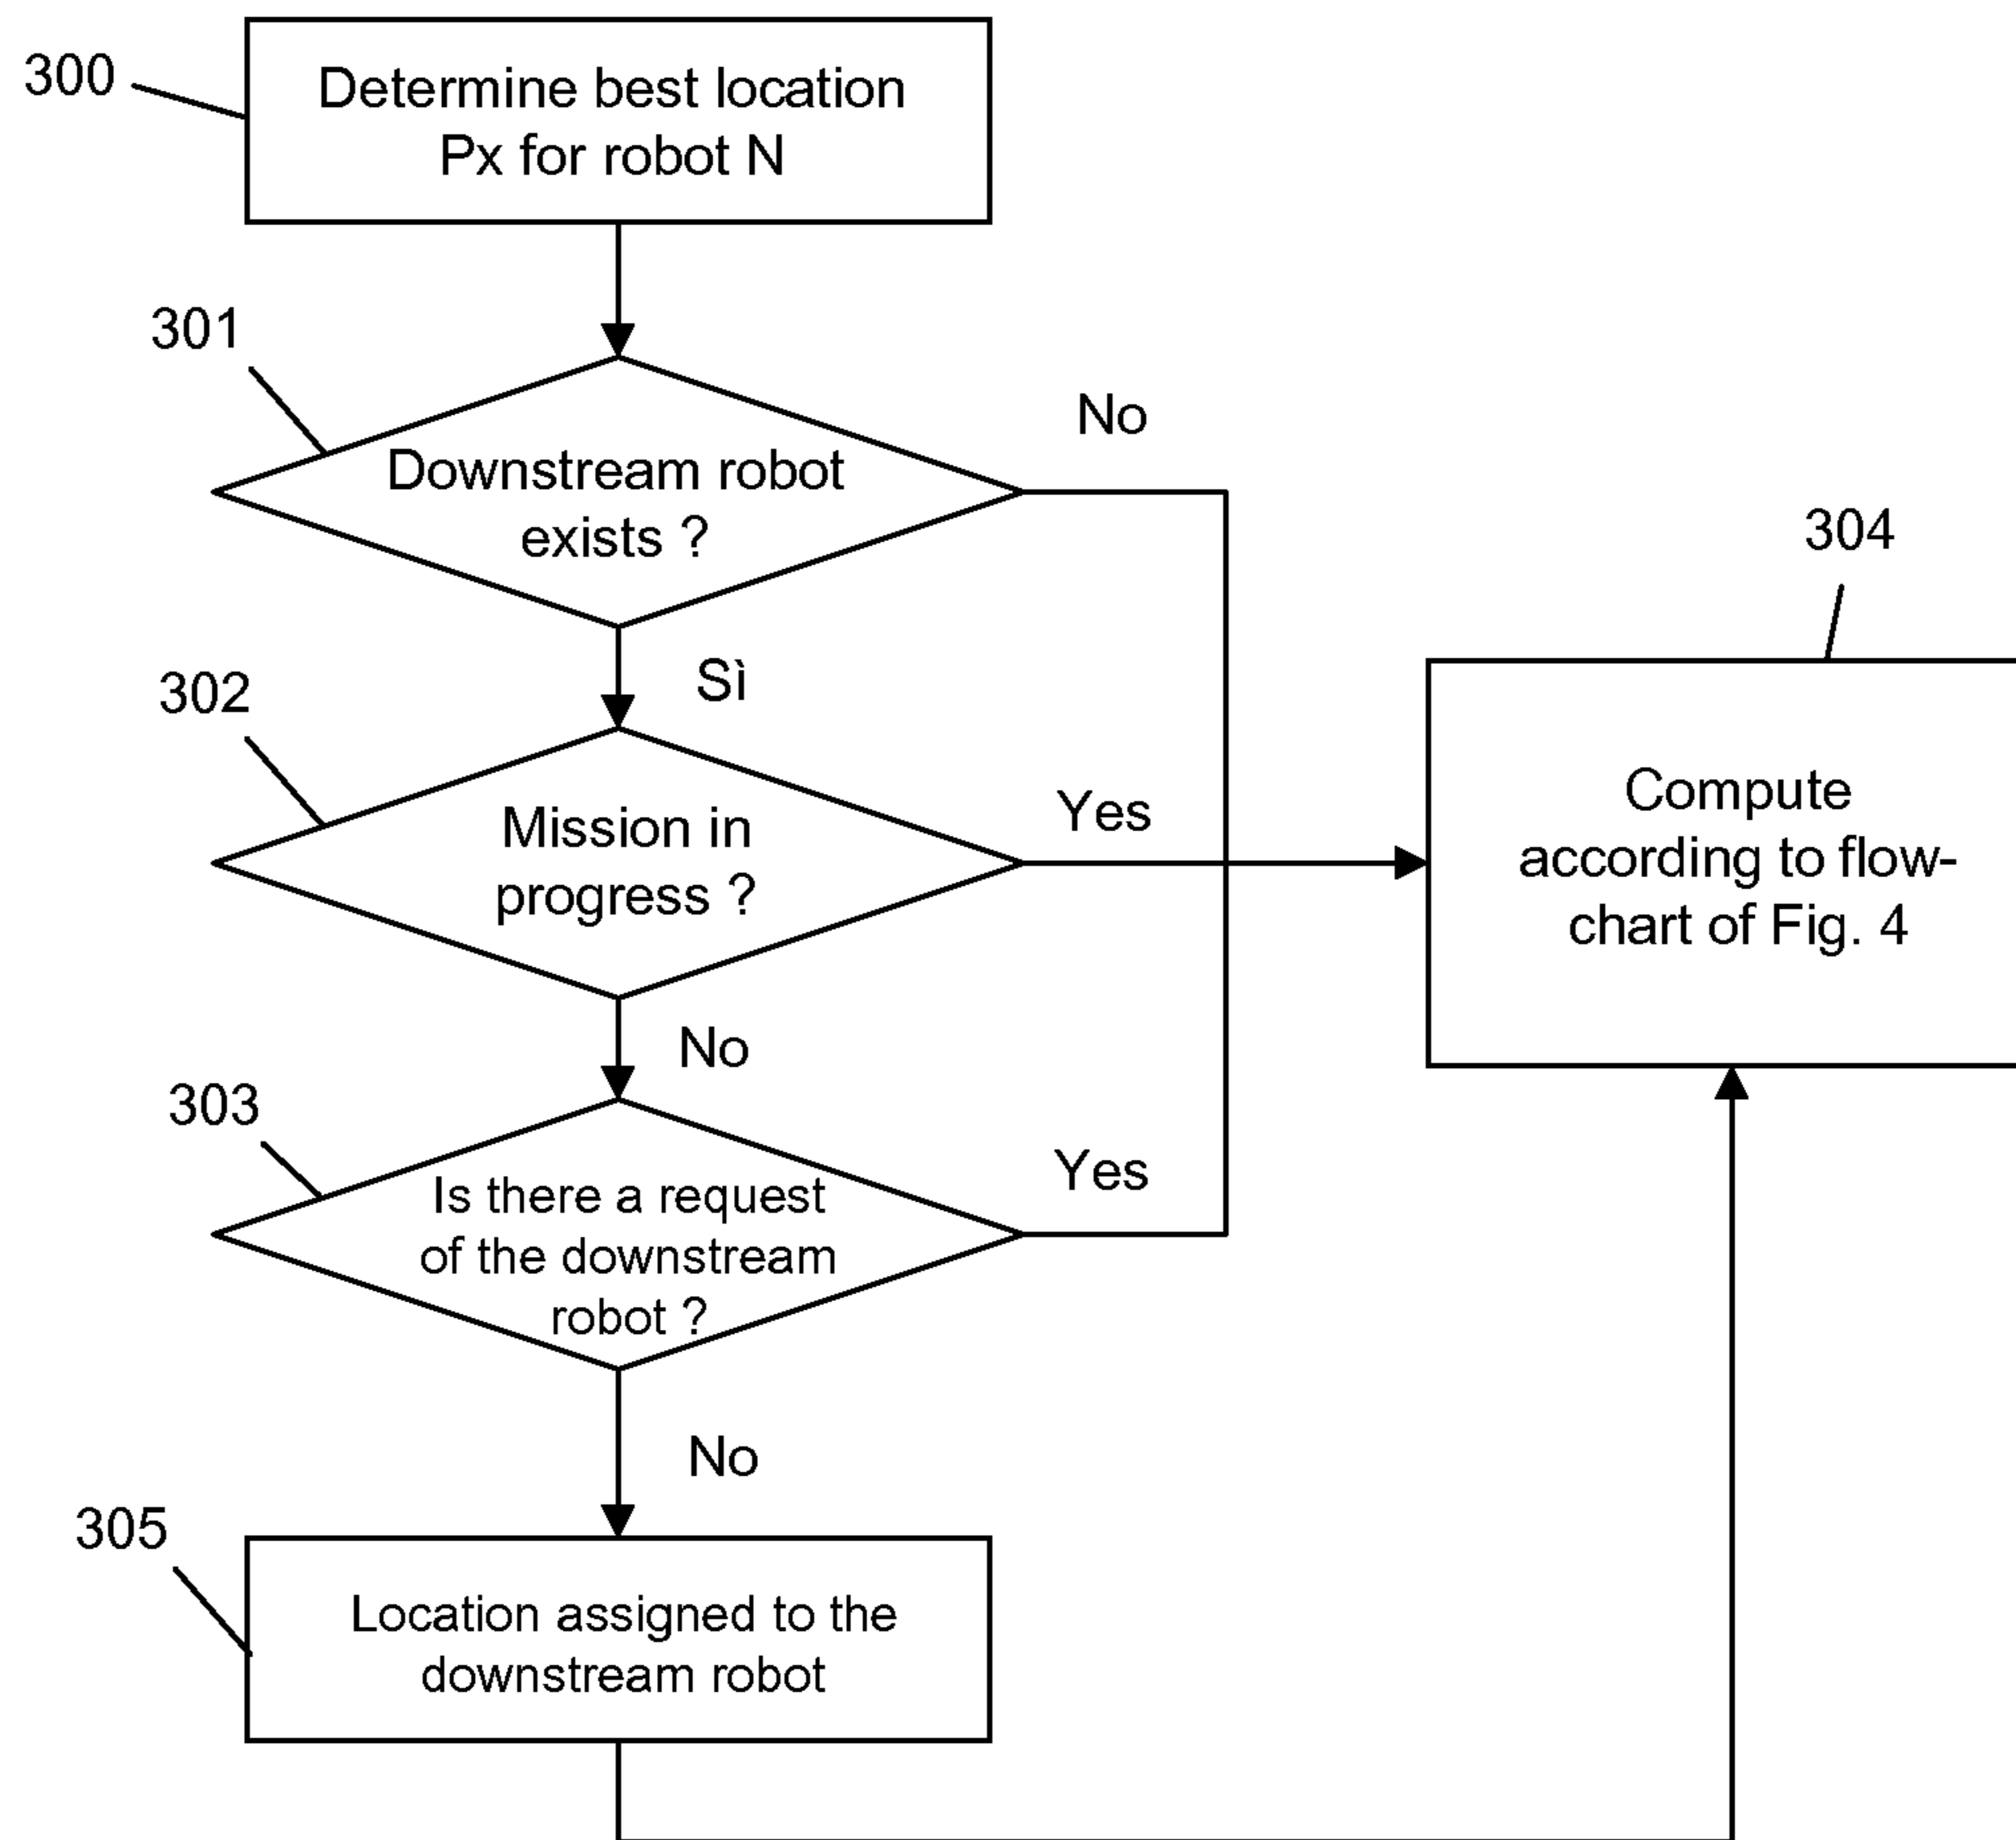 300
Determine best location
Px for robot N
301
No
Downstream robot
exists ?
304
Sì
302
Yes
Mission in
progress ?
Compute
according to flow-
chart of Fig. 4
No
303
Yes
Is there a request
of the downstream
robot ?
No
305
Location assigned to the
downstream robot